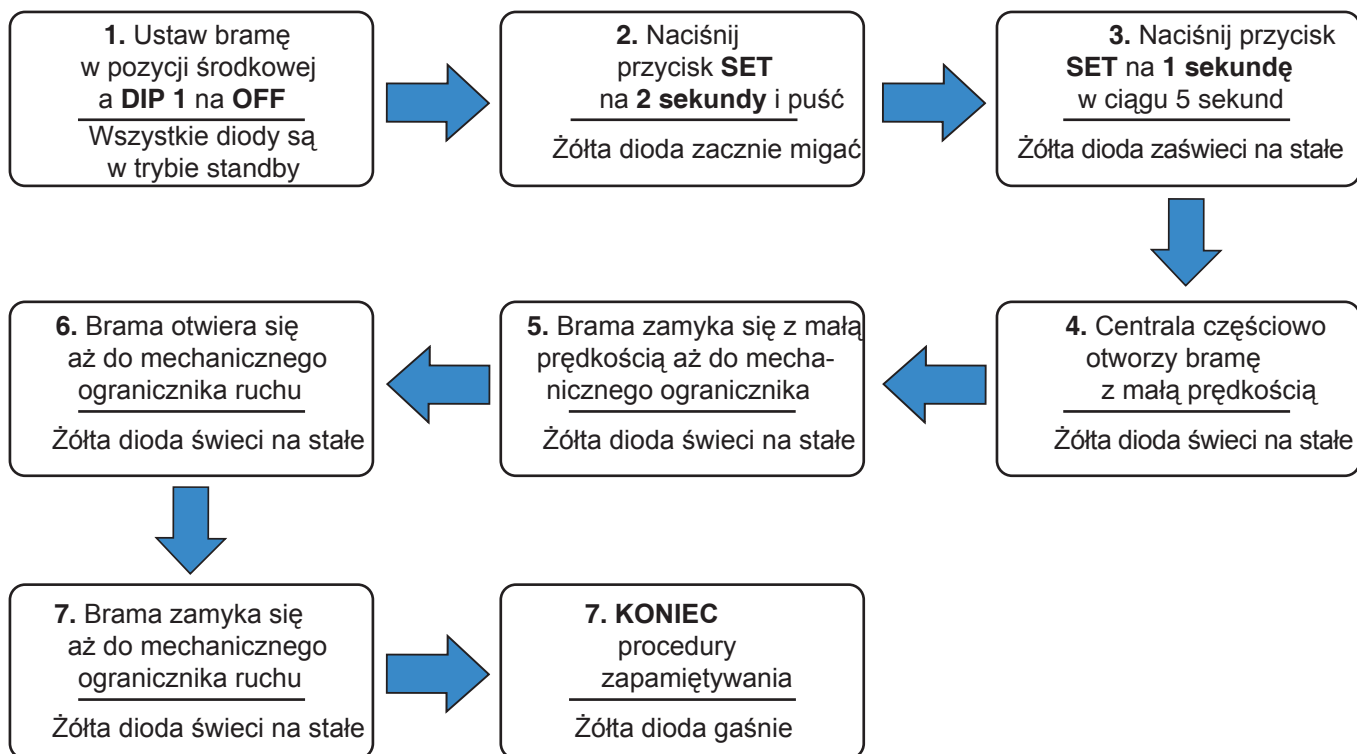 1. Ustaw bramę
w pozycji środkowej
a DIP 1 na OFF
Wszystkie diody są
w trybie standby
2. Naciśnij
przycisk SET
na 2 sekundy i puść
Żółta dioda zacznie migać
3. Naciśnij przycisk
SET na 1 sekundę
w ciągu 5 sekund
Żółta dioda zaświeci na stałe
4. Centrala częściowo
otworzy bramę
z małą prędkością
Żółta dioda świeci na stałe
5. Brama zamyka się z małą
prędkością aż do mecha-
nicznego ogranicznika
Żółta dioda świeci na stałe
6. Brama otwiera się
aż do mechanicznego
ogranicznika ruchu
Żółta dioda świeci na stałe
7. Brama zamyka się
aż do mechanicznego
ogranicznika ruchu
Żółta dioda świeci na stałe
7. KONIEC
procedury
zapamiętywania
Żółta dioda gaśnie